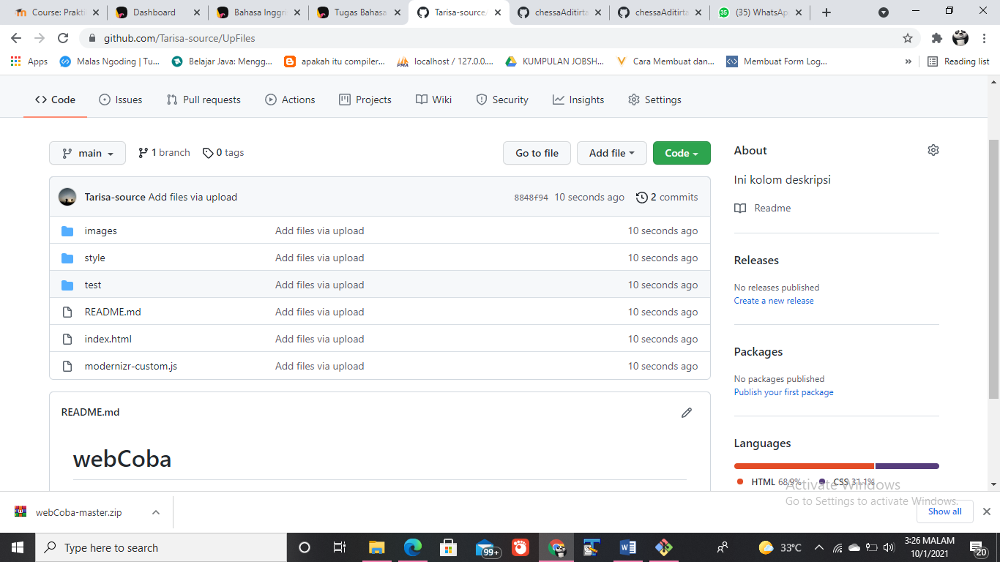 Course: Prakti
Dashboard
Bahasa Inggri
Tugas Bahasa
Tarisa-source/
chessaAditirta
chessaAditirta
(35) WhatsAp
github.com/Tarisa-source/UpFiles
Apps
Malas Ngoding | Tu...
Belajar Java: Mengg...
apakah itu compiler...
localhost / 127.0.0....
KUMPULAN JOBSH...
Cara Membuat dan...
Membuat Form Log...
»
Reading list
Code
Issues
Pull requests
Actions
Projects
Wiki
Security
Insights
Settings
main
1 branch
0 tags
Go to file
Add file
Code
Tarisa-source Add files via upload
8848f94 10 seconds ago
2 commits
images Add files via upload 10 seconds ago
style Add files via upload 10 seconds ago
test Add files via upload 10 seconds ago
README.md Add files via upload 10 seconds ago
index.html Add files via upload 10 seconds ago
modernizr-custom.js Add files via upload 10 seconds ago
README.md
webCoba
About
Ini kolom deskripsi
Readme
Releases
No releases published
Create a new release
Packages
No packages published
Publish your first package
Languages
HTML 68.9% CSS 31.1%
Activate Windows
Go to Settings to activate Windows.
webCoba-master.zip
Show all
Type here to search
99+
33°C
3:26 MALAM
10/1/2021
20